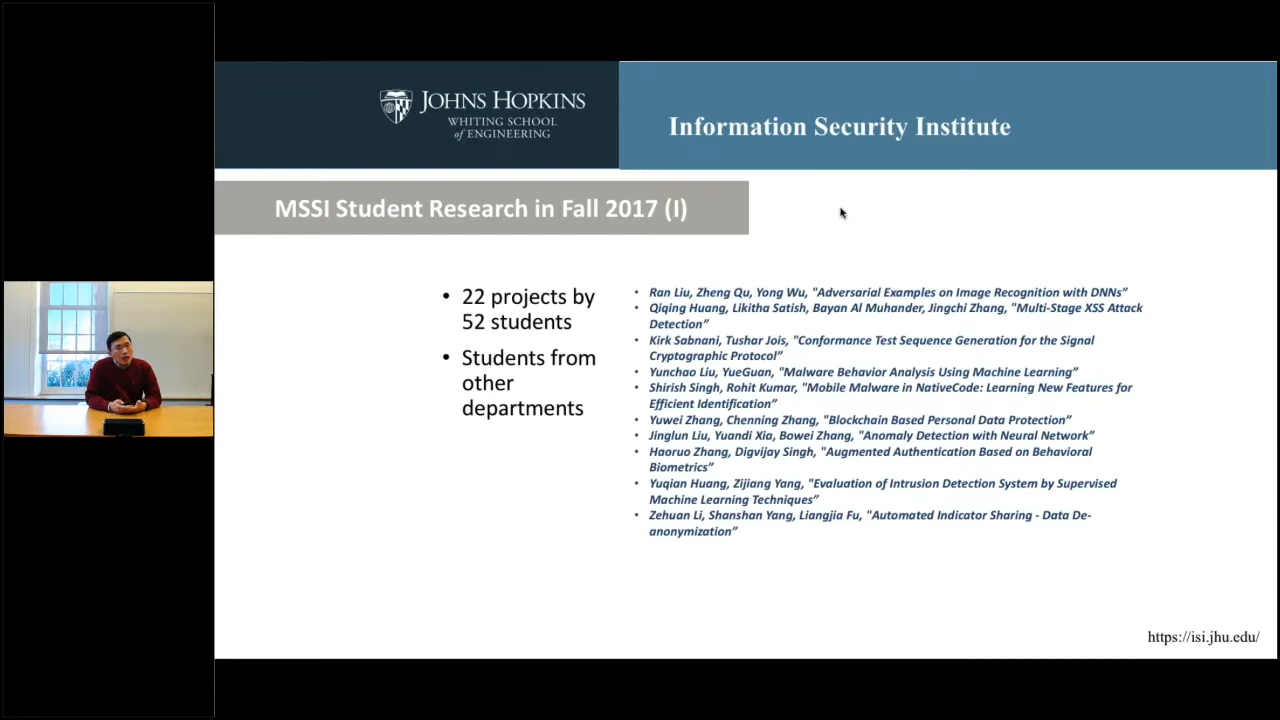 JOHNS HOPKINS
WHITING SCHOOL
of ENGINEERING
Information Security Institute
MSSI Student Research in Fall 2017 (I)
• 22 projects by
52 students
• Students from
other
departments
• Ran Liu, Zheng Qu, Yong Wu, "Adversarial Examples on Image Recognition with DNNs”
• Qiqing Huang, Likitha Satish, Bayan Al Muhander, Jingchi Zhang, "Multi-Stage XSS Attack
Detection”
• Kirk Sabnani, Tushar Jois, "Conformance Test Sequence Generation for the Signal
Cryptographic Protocol”
• Yunchao Liu, YueGuan, "Malware Behavior Analysis Using Machine Learning”
• Shirish Singh, Rohit Kumar, "Mobile Malware in NativeCode: Learning New Features for
Efficient Identification”
• Yuwei Zhang, Chenning Zhang, "Blockchain Based Personal Data Protection”
• Jinglun Liu, Yuandi Xia, Bowei Zhang, "Anomaly Detection with Neural Network”
• Haoruo Zhang, Digvijay Singh, "Augmented Authentication Based on Behavioral
Biometrics”
• Yuqian Huang, Zijiang Yang, "Evaluation of Intrusion Detection System by Supervised
Machine Learning Techniques”
• Zehuan Li, Shanshan Yang, Liangjia Fu, "Automated Indicator Sharing - Data De-
anonymization”
https://isi.jhu.edu/